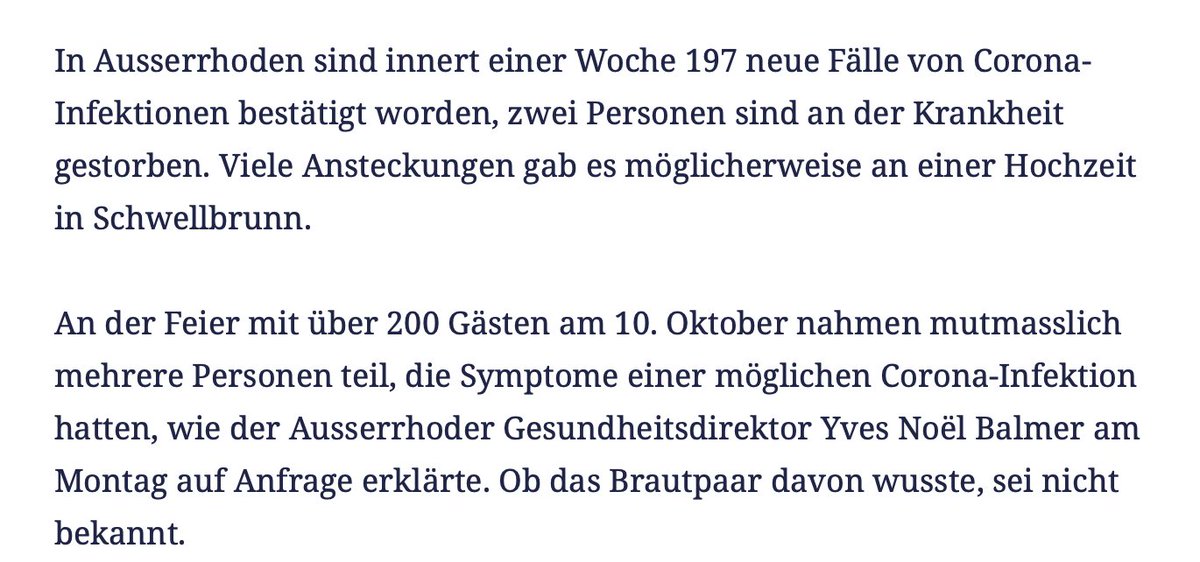 In Ausserrhoden sind innert einer Woche 197 neue Fälle von Corona-
Infektionen bestätigt worden, zwei Personen sind an der Krankheit
gestorben. Viele Ansteckungen gab es möglicherweise an einer Hochzeit
in Schwellbrunn.
An der Feier mit über 200 Gästen am 10. Oktober nahmen mutmasslich
mehrere Personen teil, die Symptome einer möglichen Corona-Infektion
hatten, wie der Ausserrhoder Gesundheitsdirektor Yves Noël Balmer am
Montag auf Anfrage erklärte. Ob das Brautpaar davon wusste, sei nicht
bekannt.